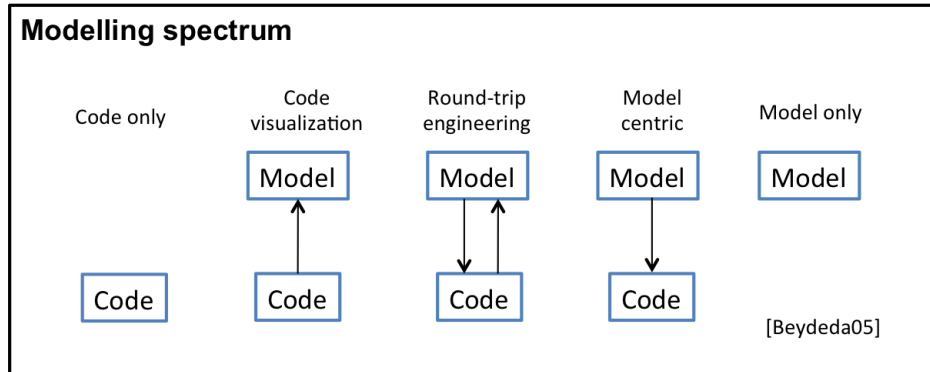 Modelling spectrum
Code only
Code
visualization
Round-trip
engineering
Model
centric
Model only
Model
Model
Model
Model
Code
Code
Code
Code
[Beydeda05]